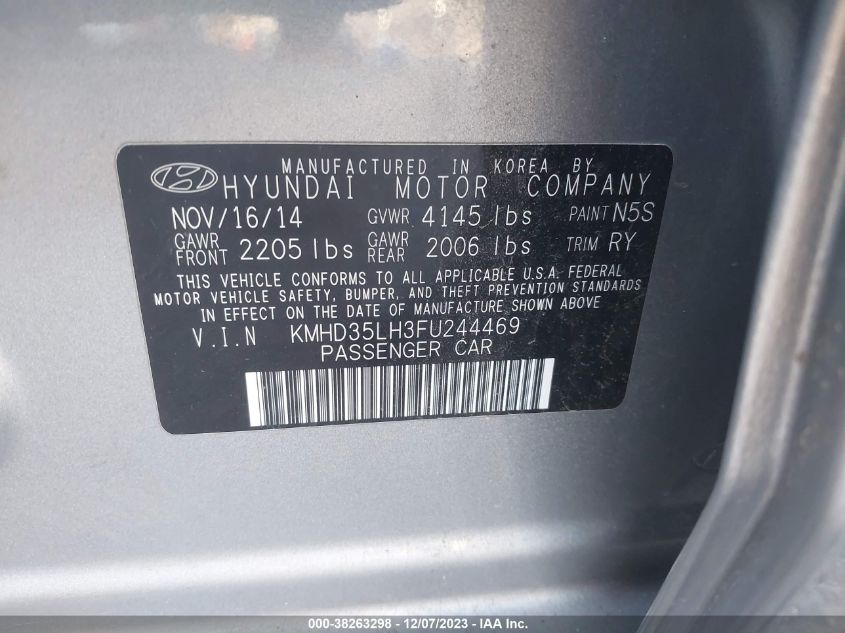 MANUFACTURED IN KOREA BY
HYUNDAI MOTOR COMPANY
NOV/16/14 GVWR 4145 lbs PAINT N5S
GAWR FRONT 2205 lbs GAWR REAR 2006 lbs TRIM RY
THIS VEHICLE CONFORMS TO ALL APPLICABLE U.S.A. FEDERAL
MOTOR VEHICLE SAFETY, BUMPER, AND THEFT PREVENTION STANDARDS
IN EFFECT ON THE DATE OF MANUFACTURE SHOWN ABOVE
V.I.N KMHD35LH3FU244469
PASSENGER CAR
000-38263298 - 12/07/2023 - IAA Inc.